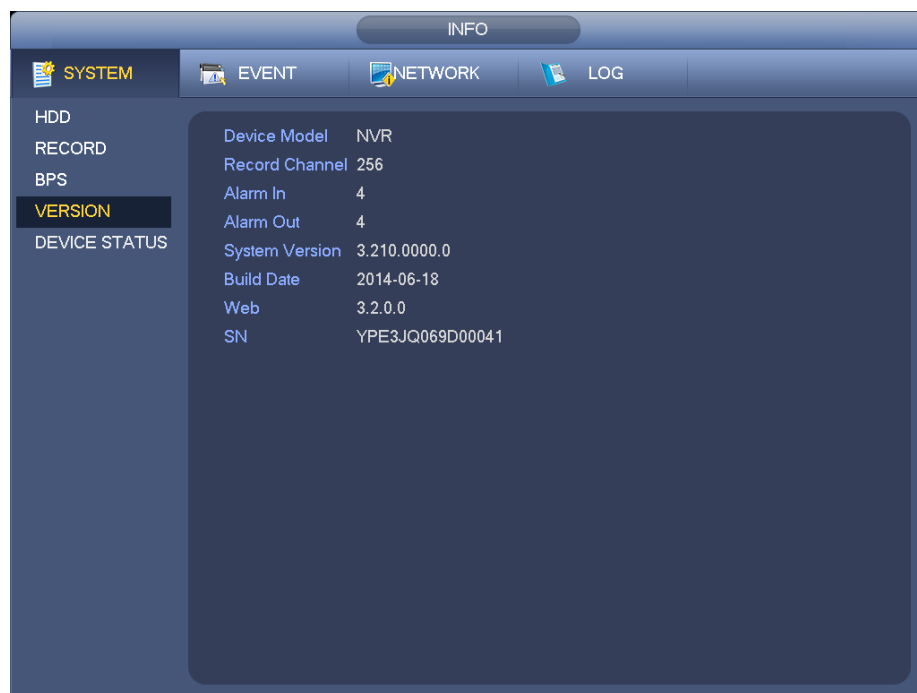 INFO
SYSTEM EVENT NETWORK LOG
HDD
RECORD
BPS
VERSION
DEVICE STATUS
Device Model NVR
Record Channel 256
Alarm In 4
Alarm Out 4
System Version 3.210.0000.0
Build Date 2014-06-18
Web 3.2.0.0
SN YPE3JQ069D00041